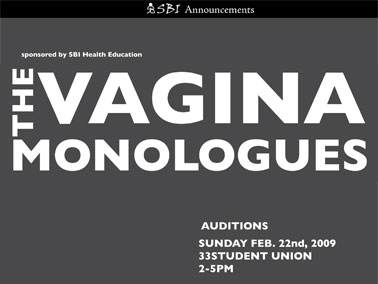 SBI Announcements
sponsored by SBI Health Education
THE VAGINA
MONOLOGUES
AUDITIONS
SUNDAY FEB. 22nd, 2009
33STUDENT UNION
2-5PM